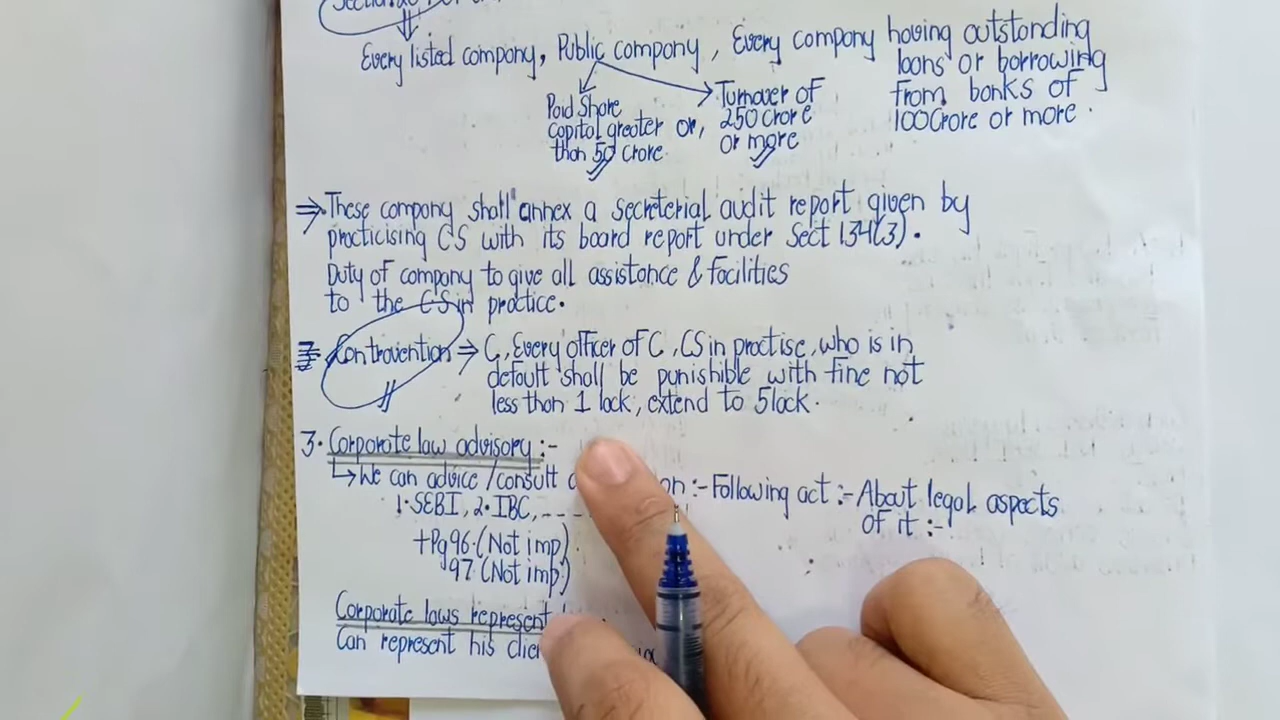 Every listed company, Public company, Every company having outstanding
loans or borrowing
from banks of
100Crore or more.
Paid Share
capital greater or,
than 50 crore
Turnover of
250 Crore
or more
⇒ These company shall annex a secreterial audit report given by
practicising CS with its board report under Sect 134(3).
Duty of company to give all assistance & facilities
to the CS in practice.
Contravention ⇒ C, Every officer of C, CS in practise, who is in
default shall be punishible with fine not
less than 1 lack, extend to 5 lack.
3. Corporate law advisory :-
↳ We can advice /consult on :- Following act :- About legal aspects
of it :-
1. SEBI, 2. IBC, ----
+Pg 96. (Not imp)
97. (Not imp)
Corporate laws represent
Can represent his